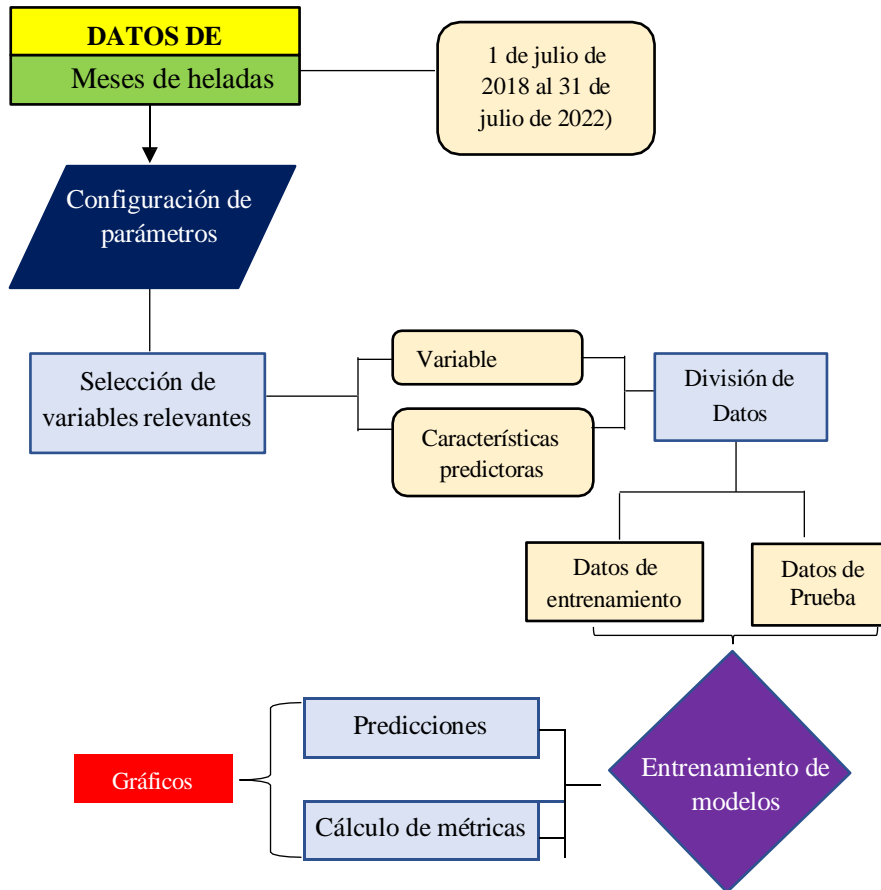 DATOS DE
Meses de heladas
1 de julio de
2018 al 31 de
julio de 2022)
Configuración de
parámetros
Selección de
variables relevantes
Variable
Características
predictoras
División de
Datos
Datos de
entrenamiento
Datos de
Prueba
Entrenamiento de
modelos
Predicciones
Cálculo de métricas
Gráficos